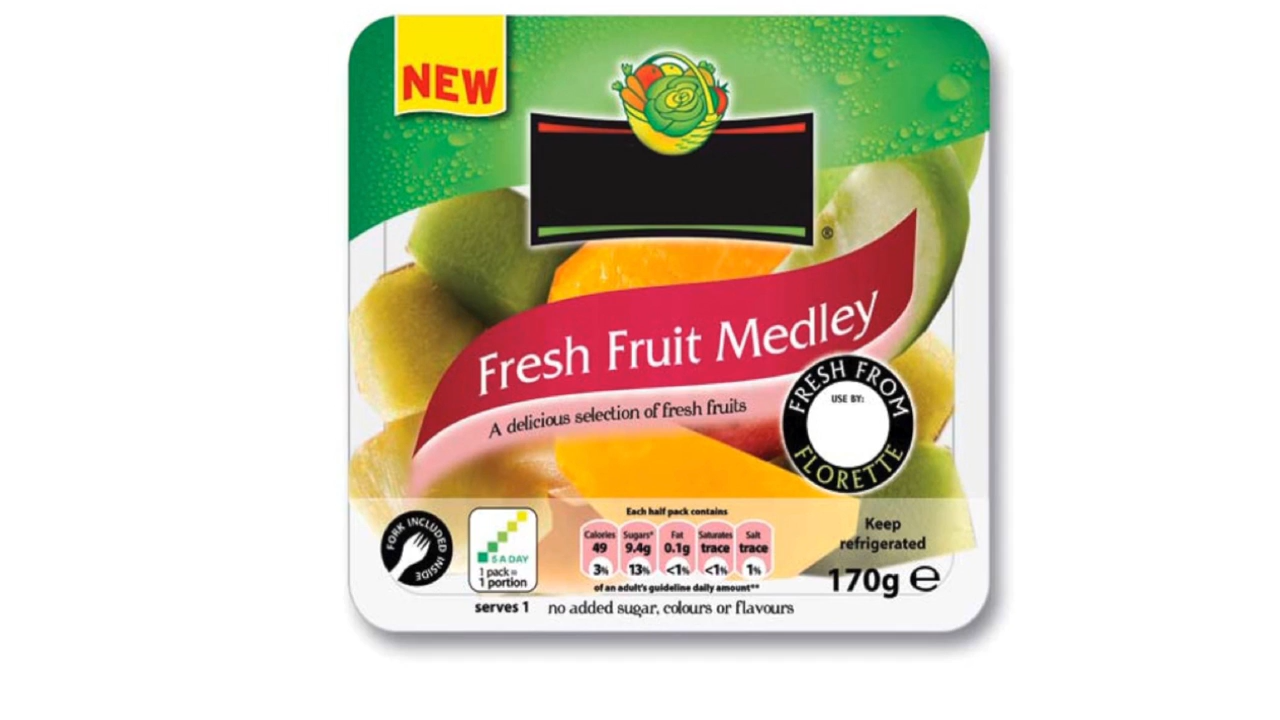 NEW
®
Fresh Fruit Medley
A delicious selection of fresh fruits
FRESH FROM
USE BY:
FLORETTE
FORK INCLUDED
INSIDE
5 A DAY
1 pack =
1 portion
serves 1
Each half pack contains
Calories Sugars* Fat Saturates Salt
49 9.4g 0.1g trace trace
3% 13% <1% <1% 1%
of an adult's guideline daily amount**
no added sugar, colours or flavours
Keep
refrigerated
170g ℮